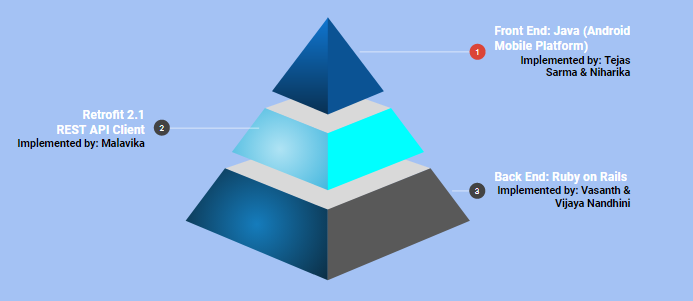 Front End: Java (Android
Mobile Platform)
Implemented by: Tejas
Sarma & Niharika
1
Retrofit 2.1
REST API Client
Implemented by: Malavika
2
Back End: Ruby on Rails
Implemented by: Vasanth &
Vijaya Nandhini
3